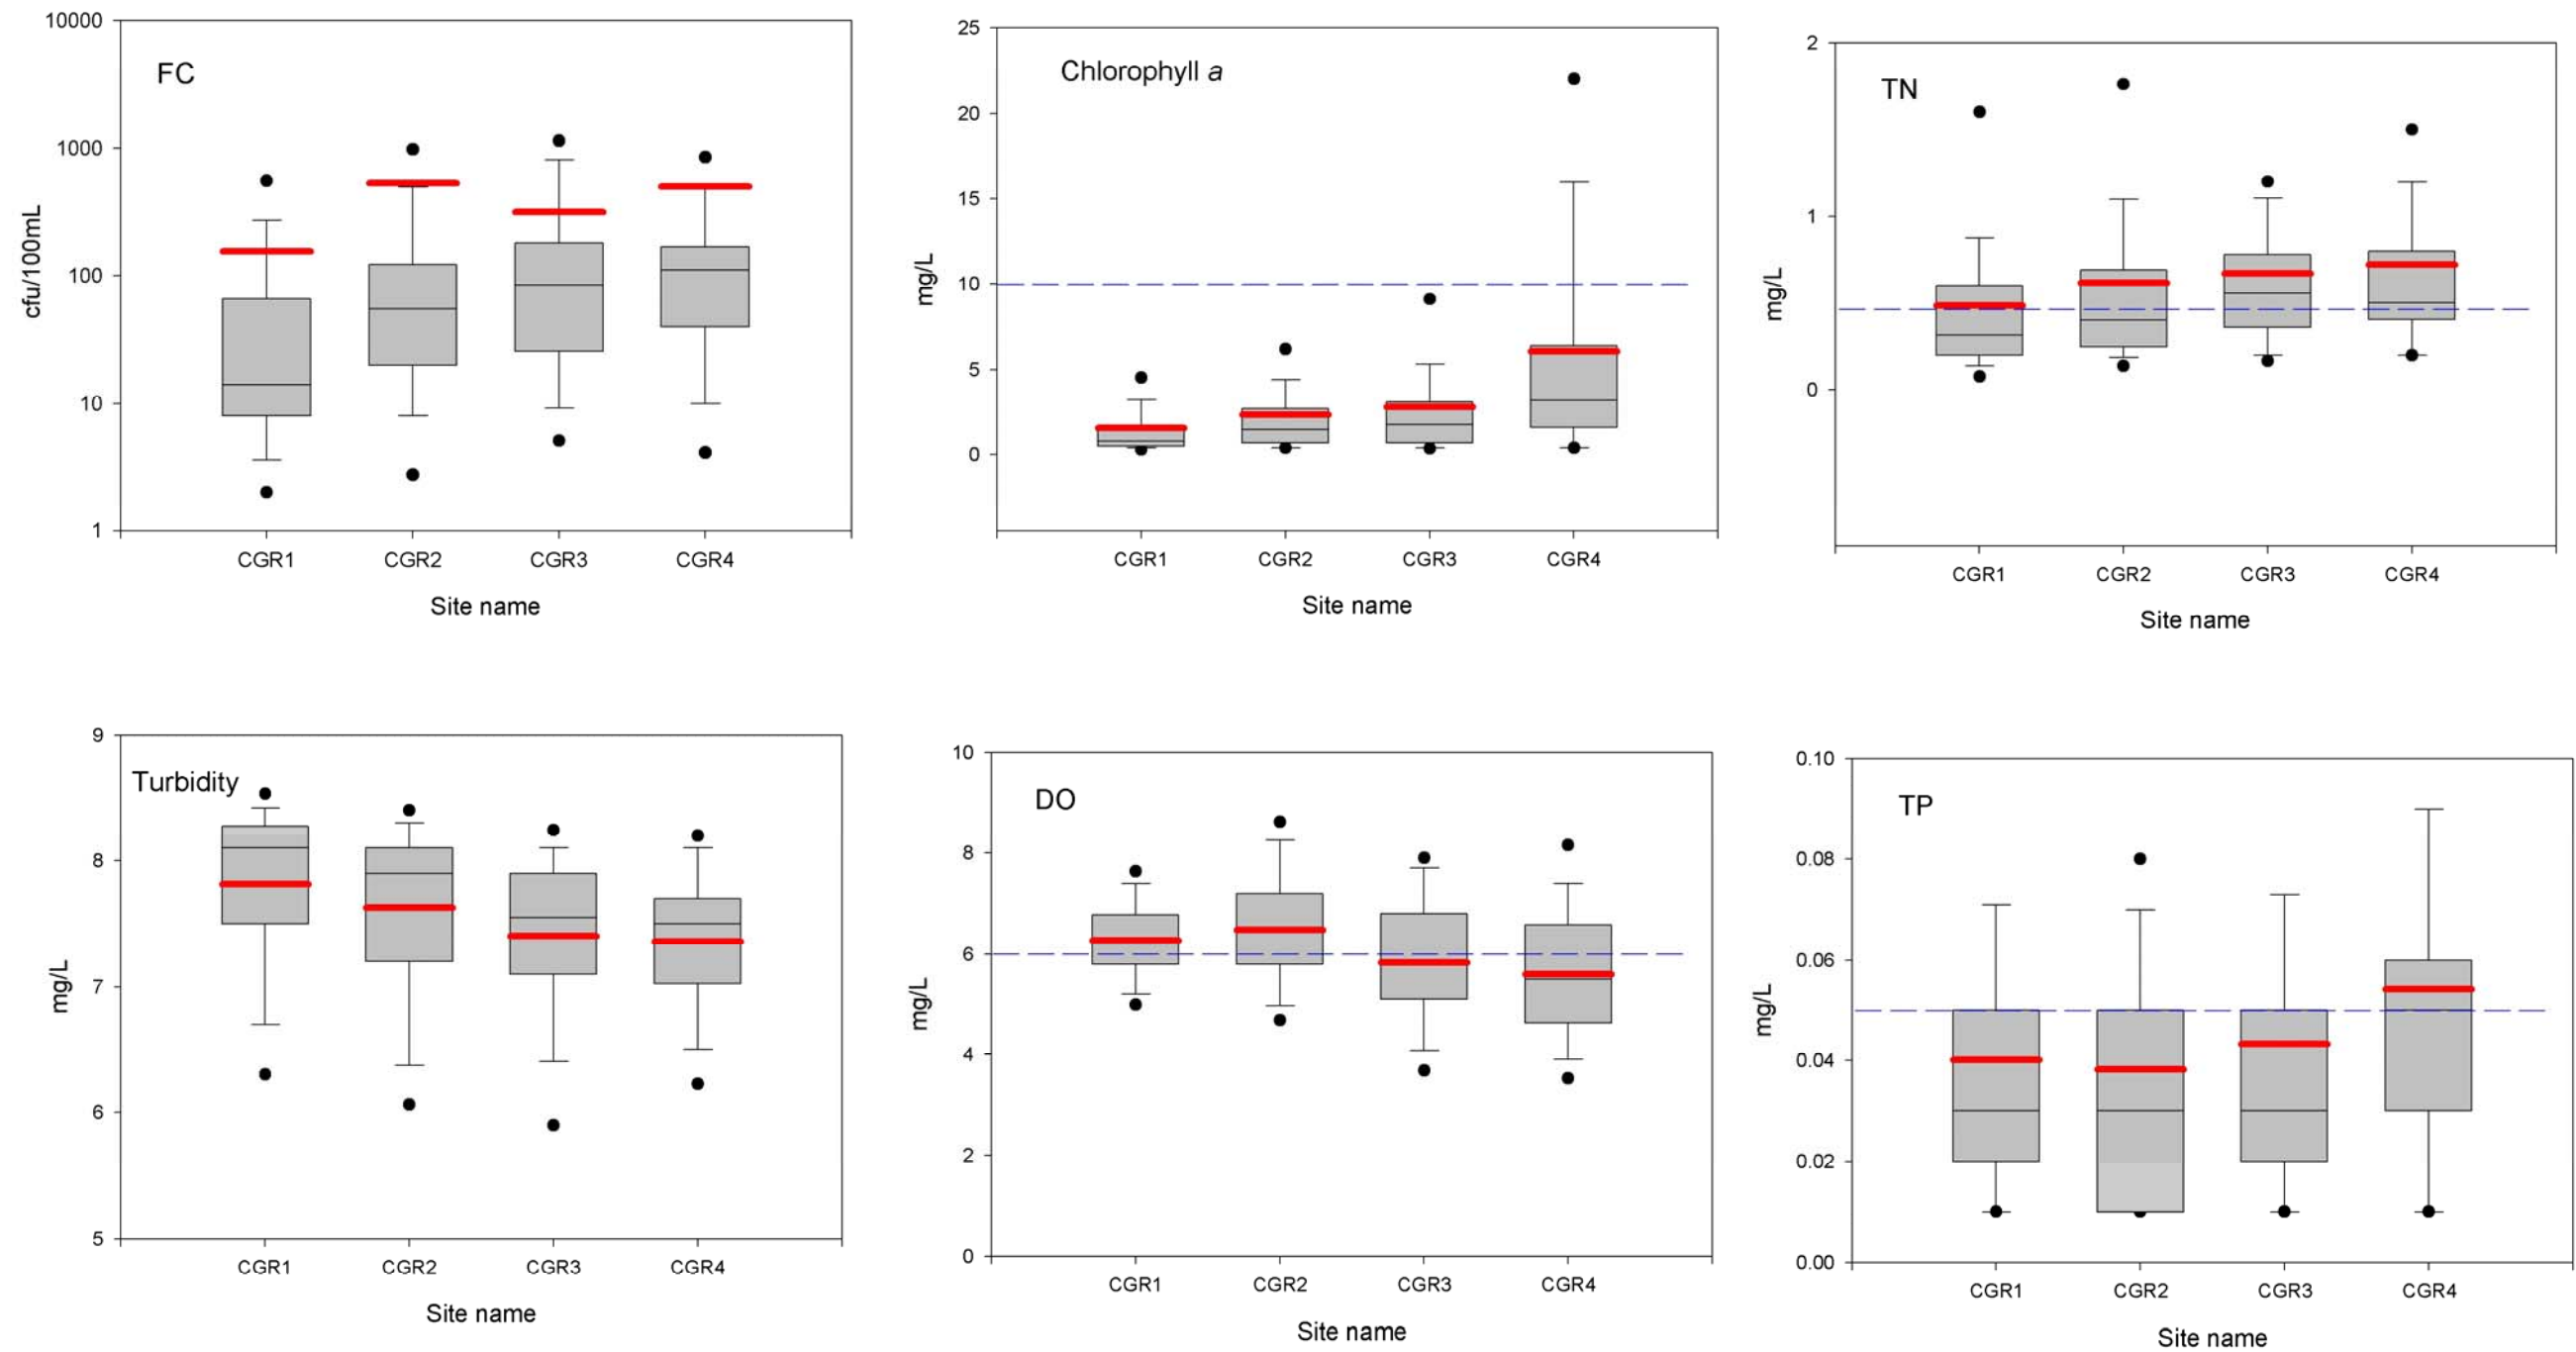 FC
cfu/100mL
10000
1000
100
10
1
CGR1 CGR2 CGR3 CGR4
Site name
Chlorophyll a
mg/L
25
20
15
10
5
0
CGR1 CGR2 CGR3 CGR4
Site name
TN
mg/L
2
1
0
CGR1 CGR2 CGR3 CGR4
Site name
Turbidity
mg/L
9
8
7
6
5
CGR1 CGR2 CGR3 CGR4
Site name
DO
mg/L
10
8
6
4
2
0
CGR1 CGR2 CGR3 CGR4
Site name
TP
mg/L
0.10
0.08
0.06
0.04
0.02
0.00
CGR1 CGR2 CGR3 CGR4
Site name